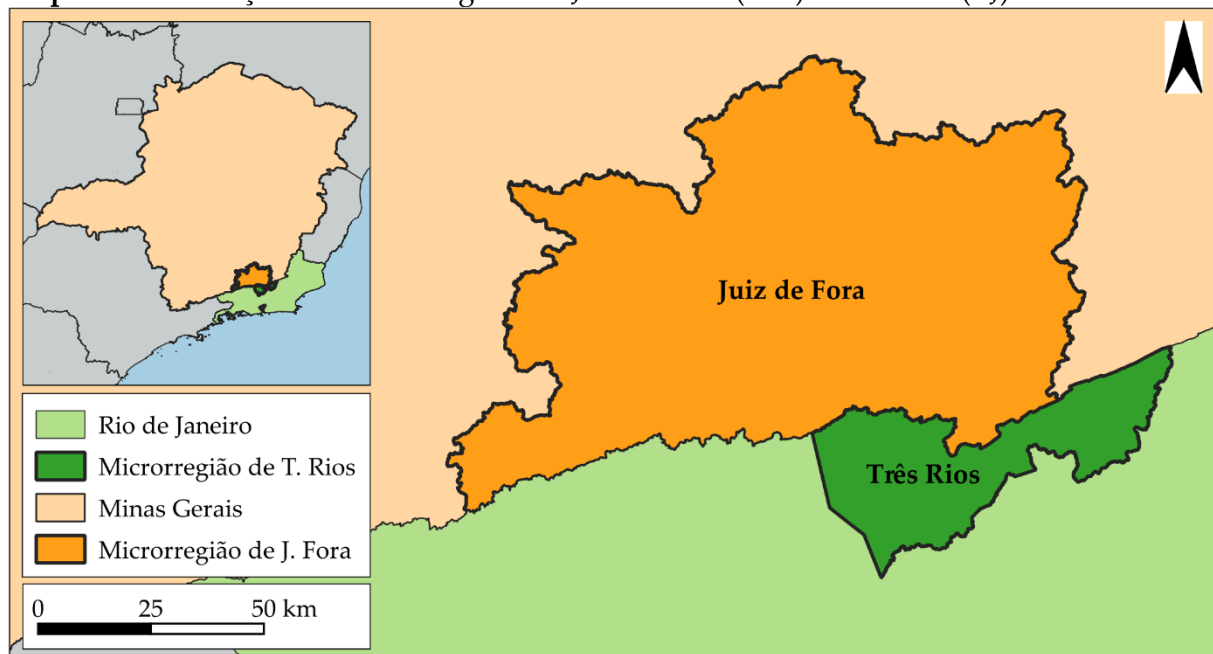 Juiz de Fora
Três Rios
Rio de Janeiro
Microrregião de T. Rios
Minas Gerais
Microrregião de J. Fora
0 25 50 km